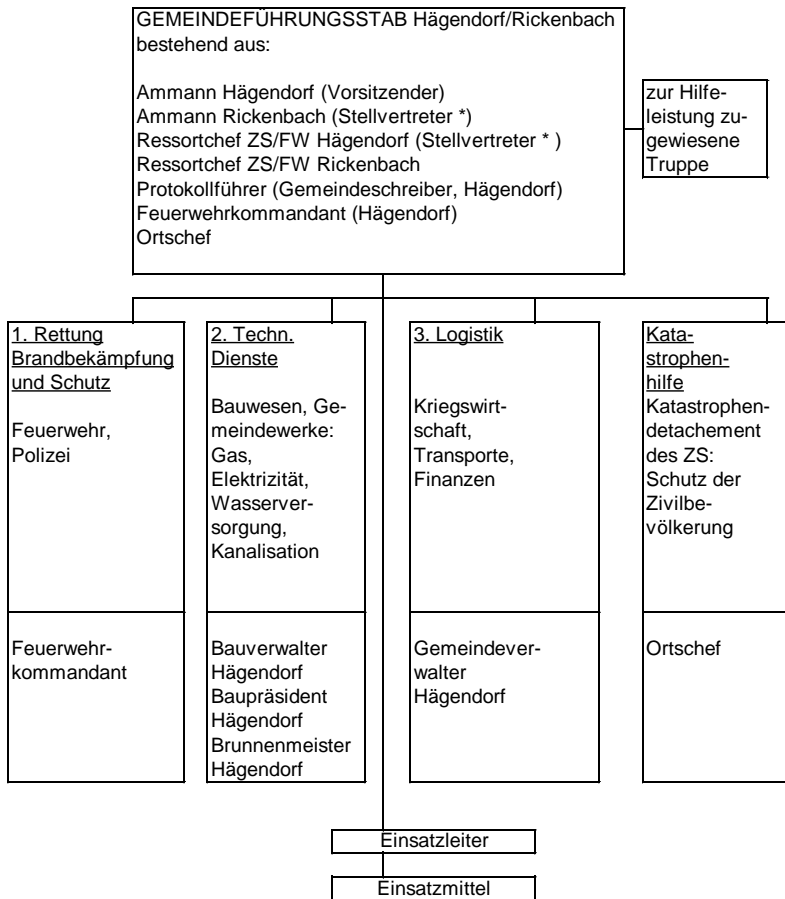 GEMEINDEFÜHRUNGSSTAB Hägendorf/Rickenbach
bestehend aus:
Ammann Hägendorf (Vorsitzender)
Ammann Rickenbach (Stellvertreter *)
Ressortchef ZS/FW Hägendorf (Stellvertreter * )
Ressortchef ZS/FW Rickenbach
Protokollführer (Gemeindeschreiber, Hägendorf)
Feuerwehrkommandant (Hägendorf)
Ortschef
zur Hilfe-
leistung zu-
gewiesene
Truppe
1. Rettung
Brandbekämpfung
und Schutz
Feuerwehr,
Polizei
Feuerwehr-
kommandant
2. Techn.
Dienste
Bauwesen, Ge-
meindewerke:
Gas,
Elektrizität,
Wasserver-
sorgung,
Kanalisation
Bauverwalter
Hägendorf
Baupräsident
Hägendorf
Brunnenmeister
Hägendorf
3. Logistik
Kriegswirt-
schaft,
Transporte,
Finanzen
Gemeindever-
walter
Hägendorf
Kata-
strophen-
hilfe
Katastrophen-
detachement
des ZS:
Schutz der
Zivilbe-
völkerung
Ortschef
Einsatzleiter
Einsatzmittel